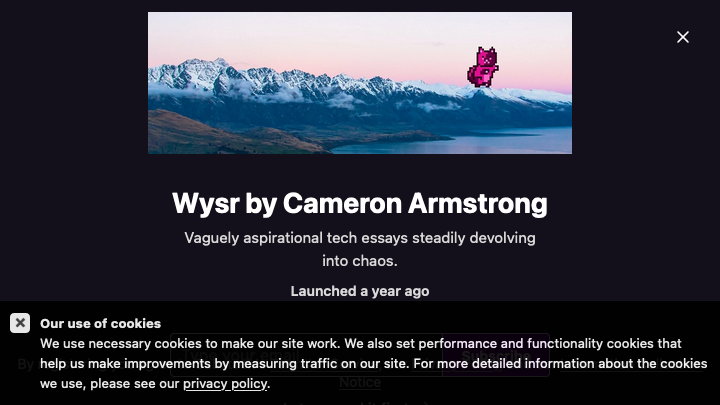 Wysr by Cameron Armstrong
Vaguely aspirational tech essays steadily devolving
into chaos.
Launched a year ago
Our use of cookies
We use necessary cookies to make our site work. We also set performance and functionality cookies that
help us make improvements by measuring traffic on our site. For more detailed information about the cookies
we use, please see our privacy policy.
Notice